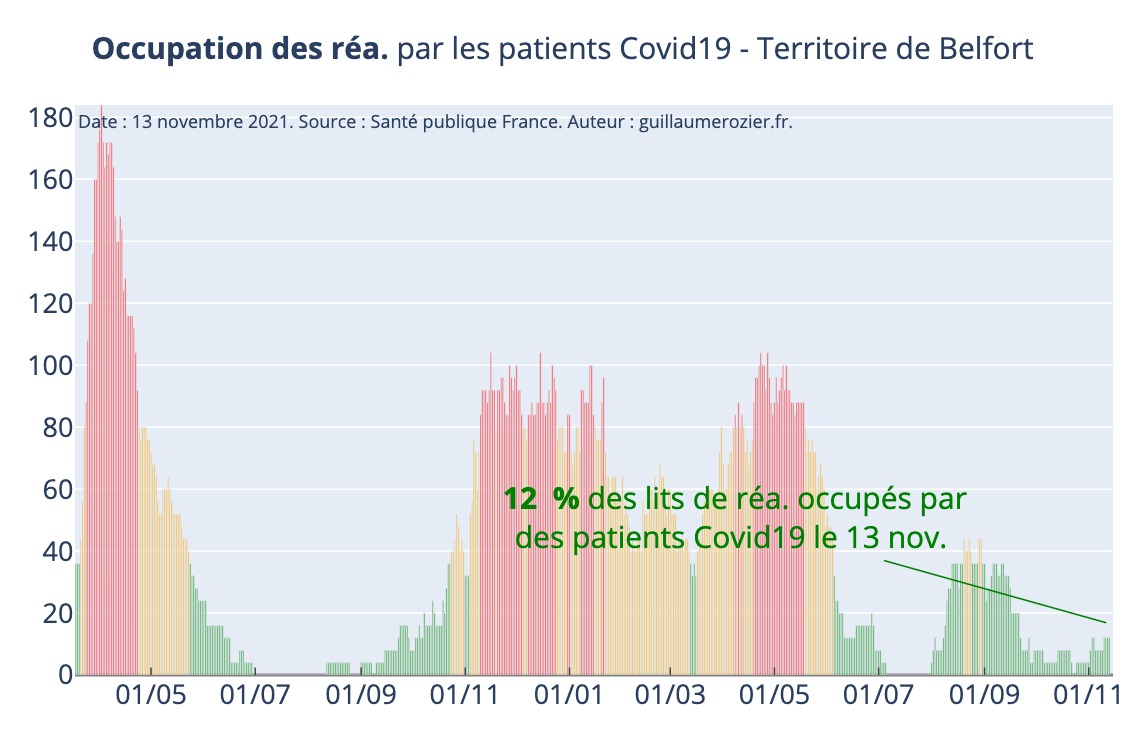 Occupation des réa. par les patients Covid19 - Territoire de Belfort
180
Date : 13 novembre 2021. Source : Santé publique France. Auteur : guillaumerozier.fr.
160
140
120
100
80
60
12 % des lits de réa. occupés par
des patients Covid19 le 13 nov.
40
20
0
01/05 01/07 01/09 01/11 01/01 01/03 01/05 01/07 01/09 01/11